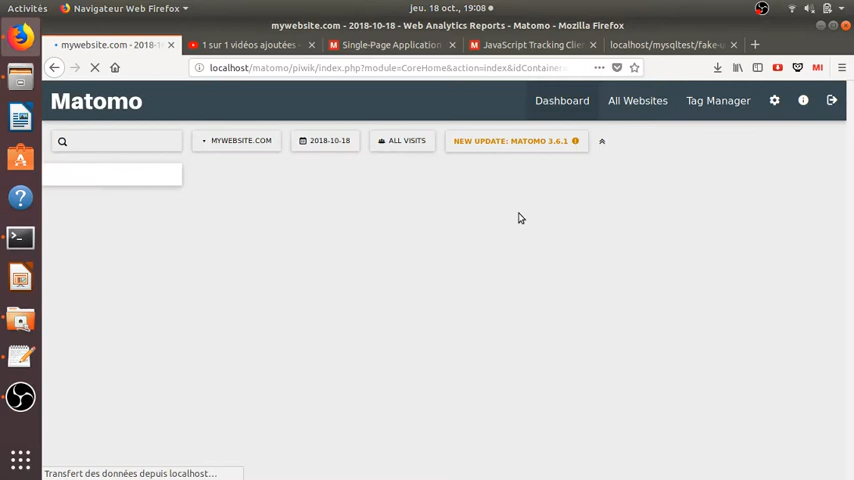 Activités
Navigateur Web Firefox
jeu. 18 oct., 19:08
mywebsite.com - 2018-10-18 - Web Analytics Reports - Matomo - Mozilla Firefox
mywebsite.com - 2018-1
1 sur 1 vidéos ajoutées -
Single-Page Application
JavaScript Tracking Clien
localhost/mysqltest/fake-u
localhost/matomo/piwik/index.php?module=CoreHome&action=index&idContainer=
MI
Matomo
Dashboard
All Websites
Tag Manager
MYWEBSITE.COM
2018-10-18
ALL VISITS
NEW UPDATE: MATOMO 3.6.1
Transfert des données depuis localhost…